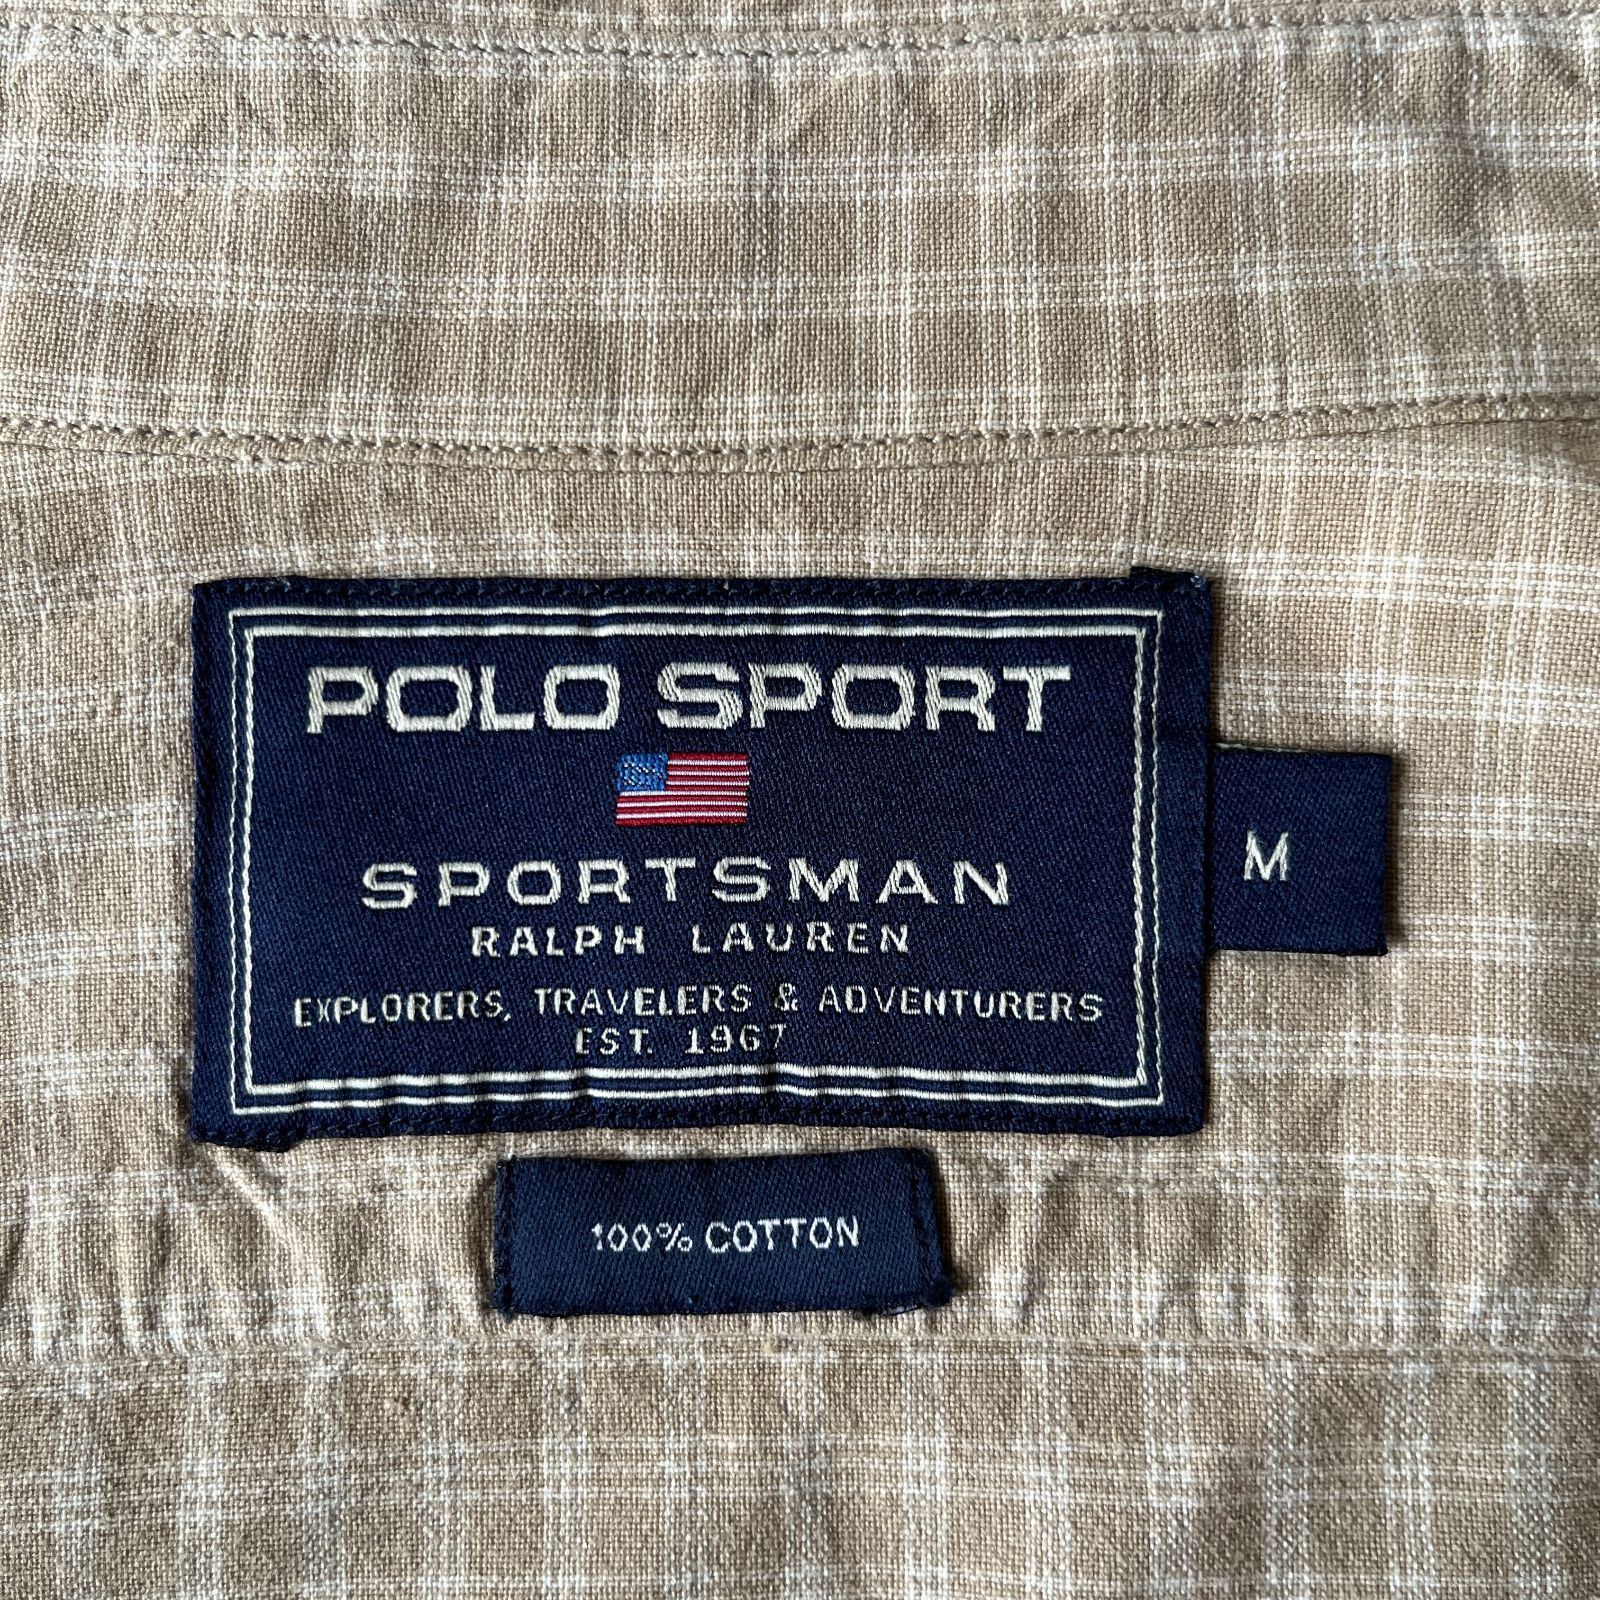 POLO SPORT
SPORTSMAN
RALPH LAUREN
EXPLORERS, TRAVELERS & ADVENTURERS
EST. 1967
M
100% COTTON